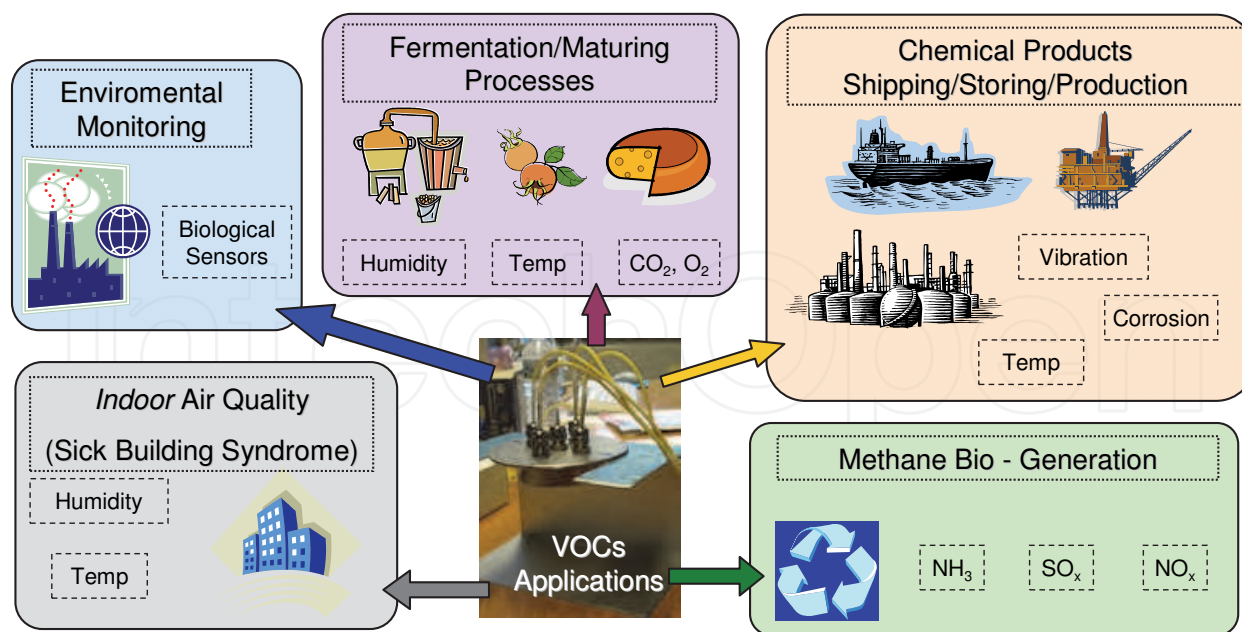 Enviromental
Monitoring
Biological
Sensors
Fermentation/Maturing
Processes
Humidity
Temp
CO₂, O₂
Chemical Products
Shipping/Storing/Production
Vibration
Corrosion
Temp
Indoor Air Quality
(Sick Building Syndrome)
Humidity
Temp
VOCs
Applications
Methane Bio - Generation
NH₃
SOₓ
NOₓ
IntechOpen